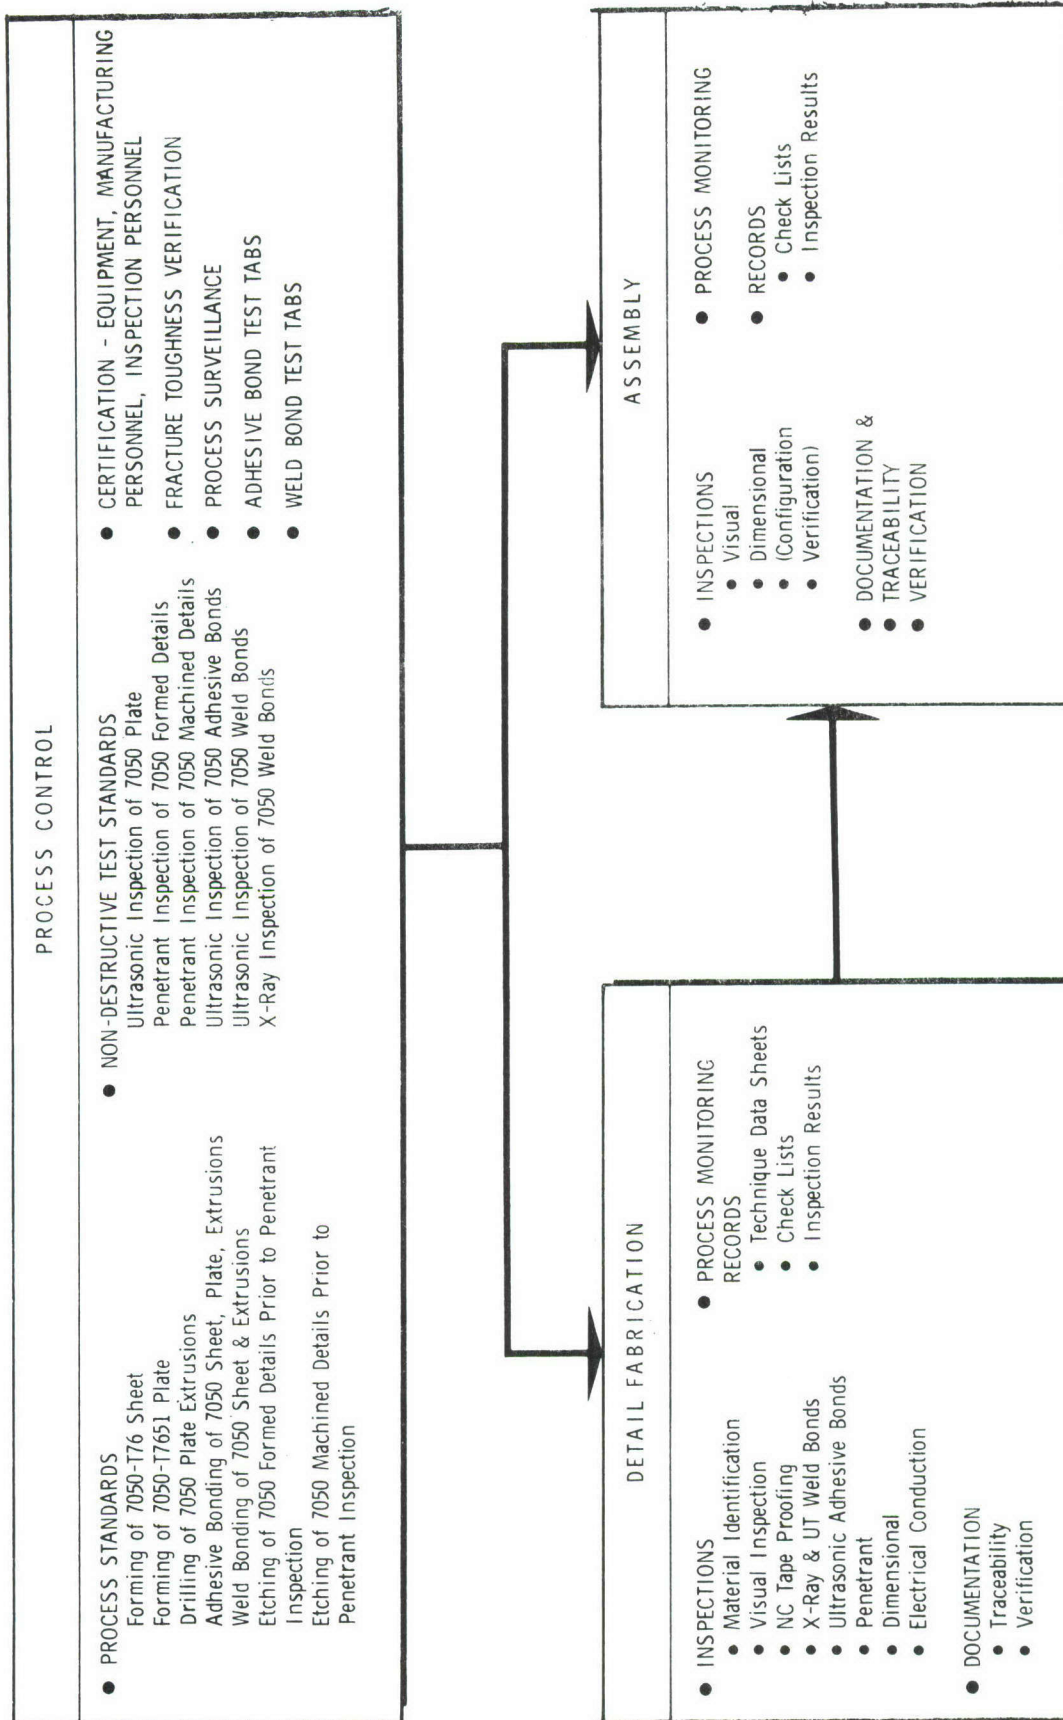 PROCESS CONTROL
● PROCESS STANDARDS
Forming of 7050-T76 Sheet
Forming of 7050-T7651 Plate
Drilling of 7050 Plate Extrusions
Adhesive Bonding of 7050 Sheet, Plate, Extrusions
Weld Bonding of 7050 Sheet & Extrusions
Etching of 7050 Formed Details Prior to Penetrant
Inspection
Etching of 7050 Machined Details Prior to
Penetrant Inspection
● NON-DESTRUCTIVE TEST STANDARDS
Ultrasonic Inspection of 7050 Plate
Penetrant Inspection of 7050 Formed Details
Penetrant Inspection of 7050 Machined Details
Ultrasonic Inspection of 7050 Adhesive Bonds
Ultrasonic Inspection of 7050 Weld Bonds
X-Ray Inspection of 7050 Weld Bonds
● CERTIFICATION - EQUIPMENT, MANUFACTURING
PERSONNEL, INSPECTION PERSONNEL
● FRACTURE TOUGHNESS VERIFICATION
● PROCESS SURVEILLANCE
● ADHESIVE BOND TEST TABS
● WELD BOND TEST TABS
DETAIL FABRICATION
● INSPECTIONS
● Material Identification
● Visual Inspection
● NC Tape Proofing
● X-Ray & UT Weld Bonds
● Ultrasonic Adhesive Bonds
● Penetrant
● Dimensional
● Electrical Conduction
● DOCUMENTATION
● Traceability
● Verification
● PROCESS MONITORING
RECORDS
● Technique Data Sheets
● Check Lists
● Inspection Results
ASSEMBLY
● INSPECTIONS
● Visual
● Dimensional
● (Configuration
● Verification)
● DOCUMENTATION &
● TRACEABILITY
● VERIFICATION
● PROCESS MONITORING
● RECORDS
● Check Lists
● Inspection Results